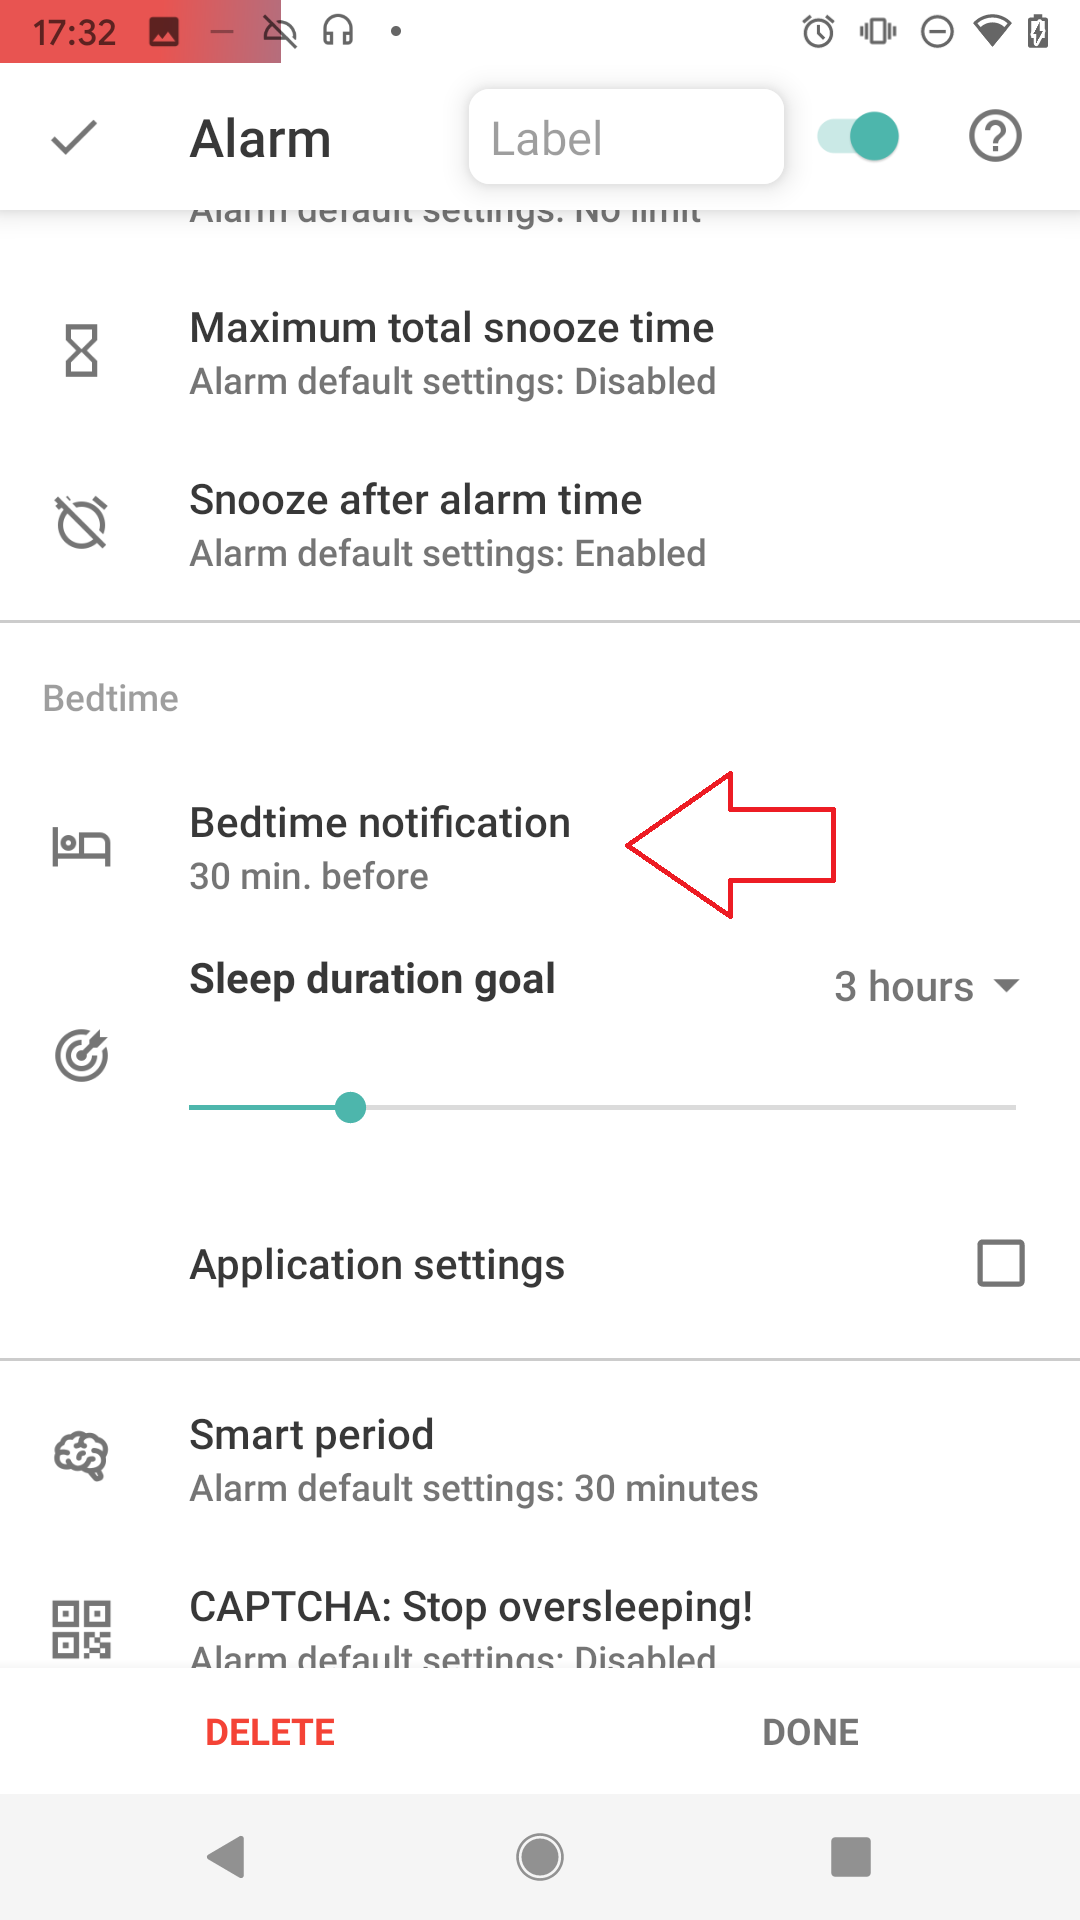 17:32
Alarm
Label
Alarm default settings: No limit
Maximum total snooze time
Alarm default settings: Disabled
Snooze after alarm time
Alarm default settings: Enabled
Bedtime
Bedtime notification
30 min. before
Sleep duration goal
3 hours
Application settings
Smart period
Alarm default settings: 30 minutes
CAPTCHA: Stop oversleeping!
Alarm default settings: Disabled
DELETE
DONE